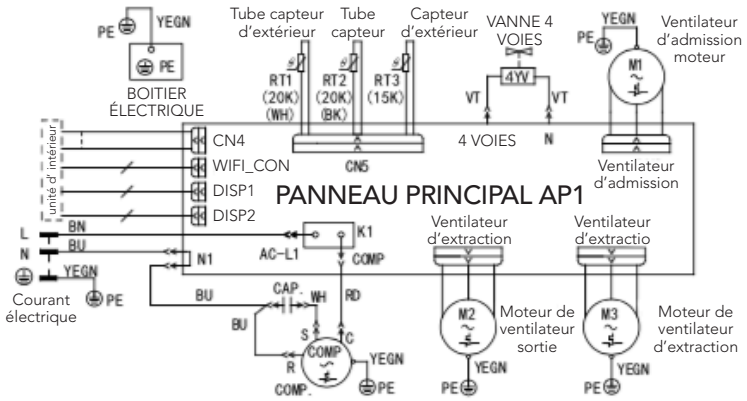 YEGN
PE
PE
BOITIER
ÉLECTRIQUE
Tube capteur
d'extérieur
Tube
capteur
Capteur
d'extérieur
RT1
(20K)
(WH)
RT2
(20K)
(BK)
RT3
(15K)
VANNE 4
VOIES
4YV
VT
VT
4 VOIES
N
YEGN
PE
M1
Ventilateur
d'admission
moteur
Ventilateur
d'admission
unité d' intérieur
CN4
WIFI_CON
DISP1
DISP2
CN5
PANNEAU PRINCIPAL AP1
L
BN
N
BU
YEGN
PE
Courant
électrique
N1
AC-L1
K1
COMP
BU
CAP.
WH
RD
BU
S
C
R
COMP
COMP.
YEGN
PE
Ventilateur
d'extraction
M2
YEGN
PE
Moteur de
ventilateur
sortie
Ventilateur
d'extractio
M3
YEGN
PE
Moteur de
ventilateur
d'extraction